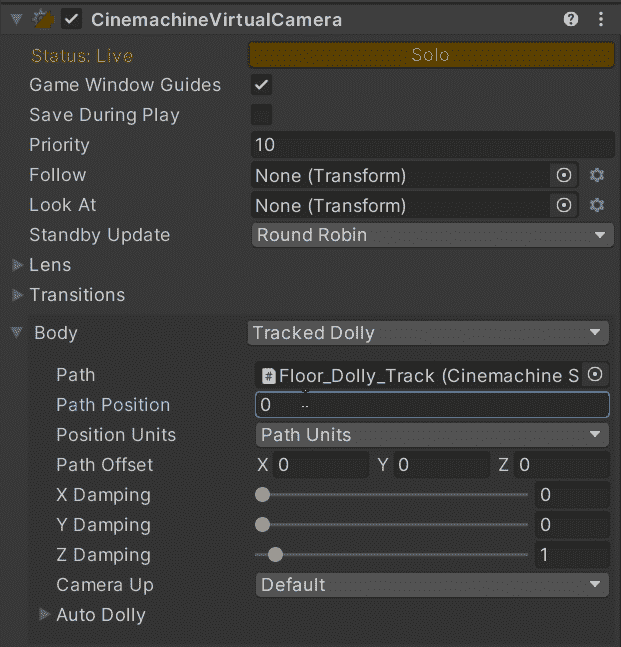 CinemachineVirtualCamera
Status: Live Solo
Game Window Guides
Save During Play
Priority 10
Follow None (Transform)
Look At None (Transform)
Standby Update Round Robin
Lens
Transitions
Body Tracked Dolly
Path # Floor_Dolly_Track (Cinemachine S
Path Position 0
Position Units Path Units
Path Offset X 0 Y 0 Z 0
X Damping 0
Y Damping 0
Z Damping 1
Camera Up Default
Auto Dolly